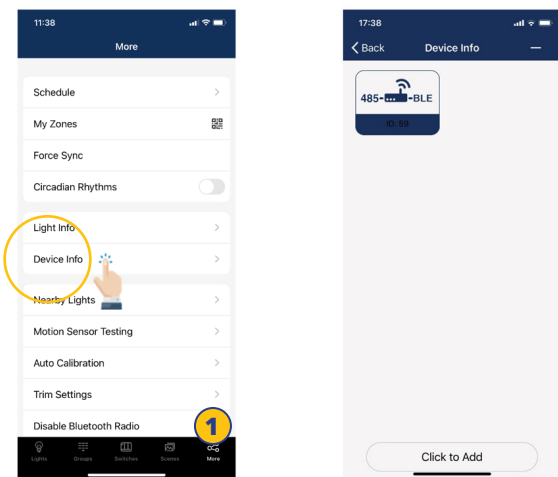 11:38
More
Schedule
My Zones
Force Sync
Circadian Rhythms
Light Info
Device Info
Nearby Lights
Motion Sensor Testing
Auto Calibration
Trim Settings
Disable Bluetooth Radio
1
Lights Groups Switches Scenes More
17:38
Back Device Info
485- -BLE
ID: 59
Click to Add